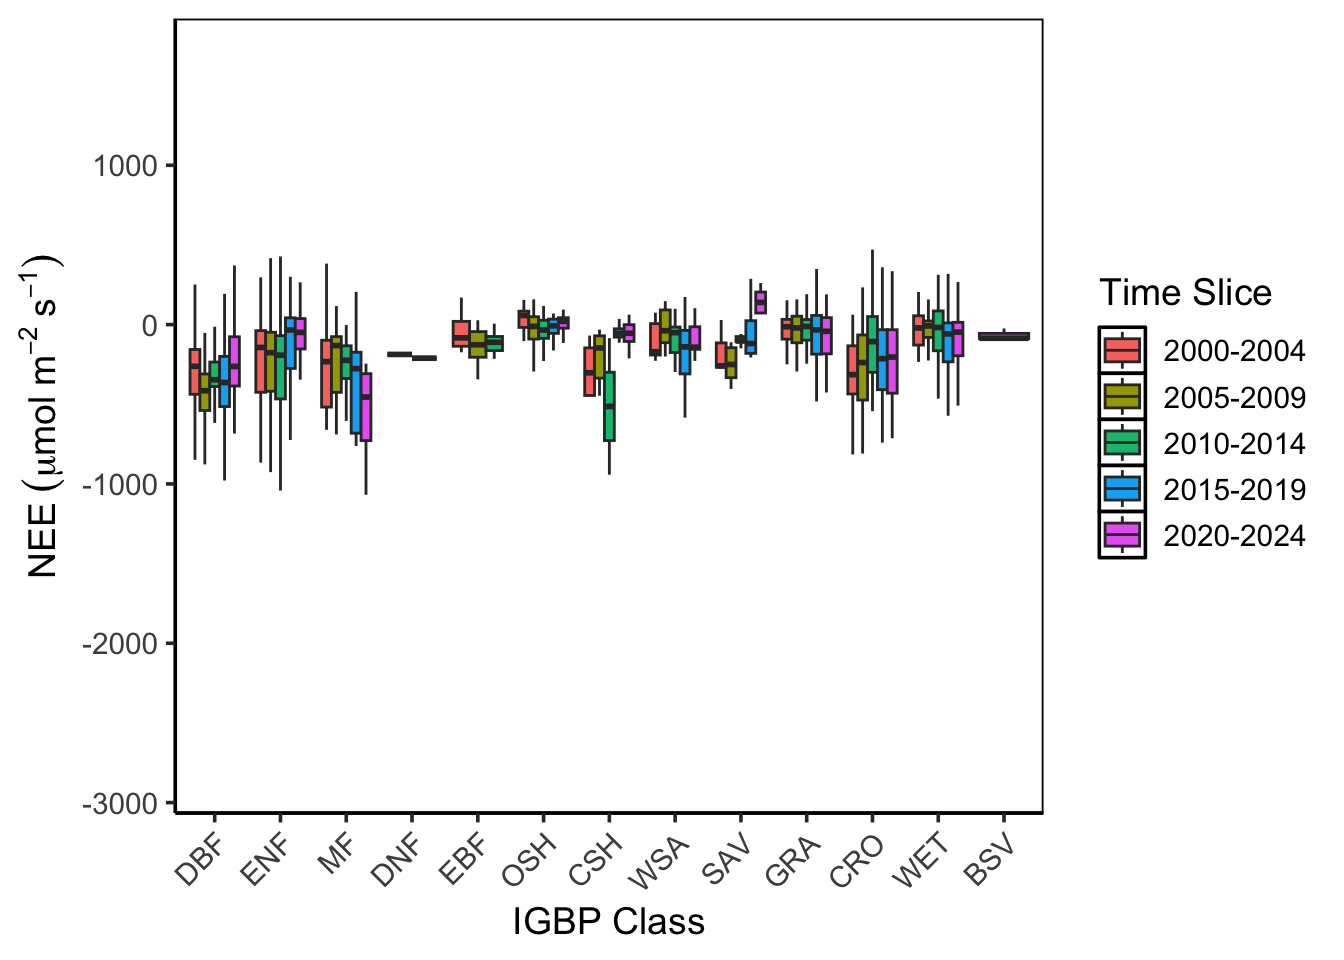 1000
0
-1000
-2000
-3000
NEE (μmol m⁻² s⁻¹)
DBF
ENF
MF
DNF
EBF
OSH
CSH
WSA
SAV
GRA
CRO
WET
BSV
IGBP Class
Time Slice
2000-2004
2005-2009
2010-2014
2015-2019
2020-2024